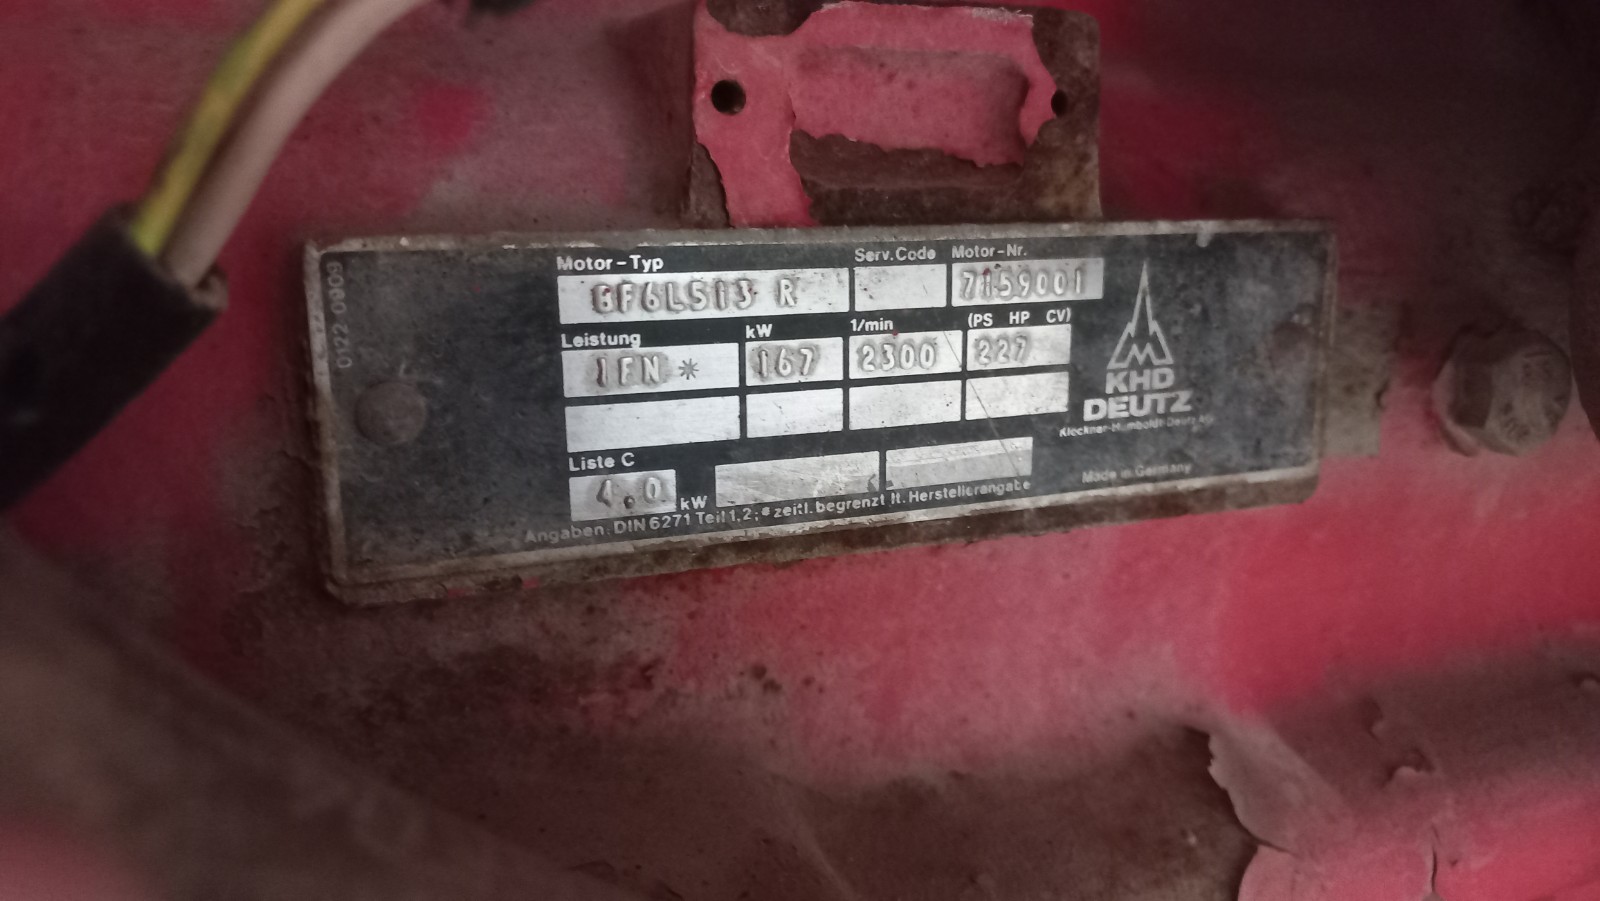 Motor-Typ Serv.Code Motor-Nr.
BF6L513 R 7159001
Leistung kW 1/min (PS HP CV)
IFN * 167 2300 227
Liste C
4.0 kW
Angaben: DIN 6271 Teil 1,2; * zeitl. begrenzt lt. Herstellerangabe
KHD
DEUTZ
Klöckner-Humboldt-Deutz AG
Made in Germany
0122 0909